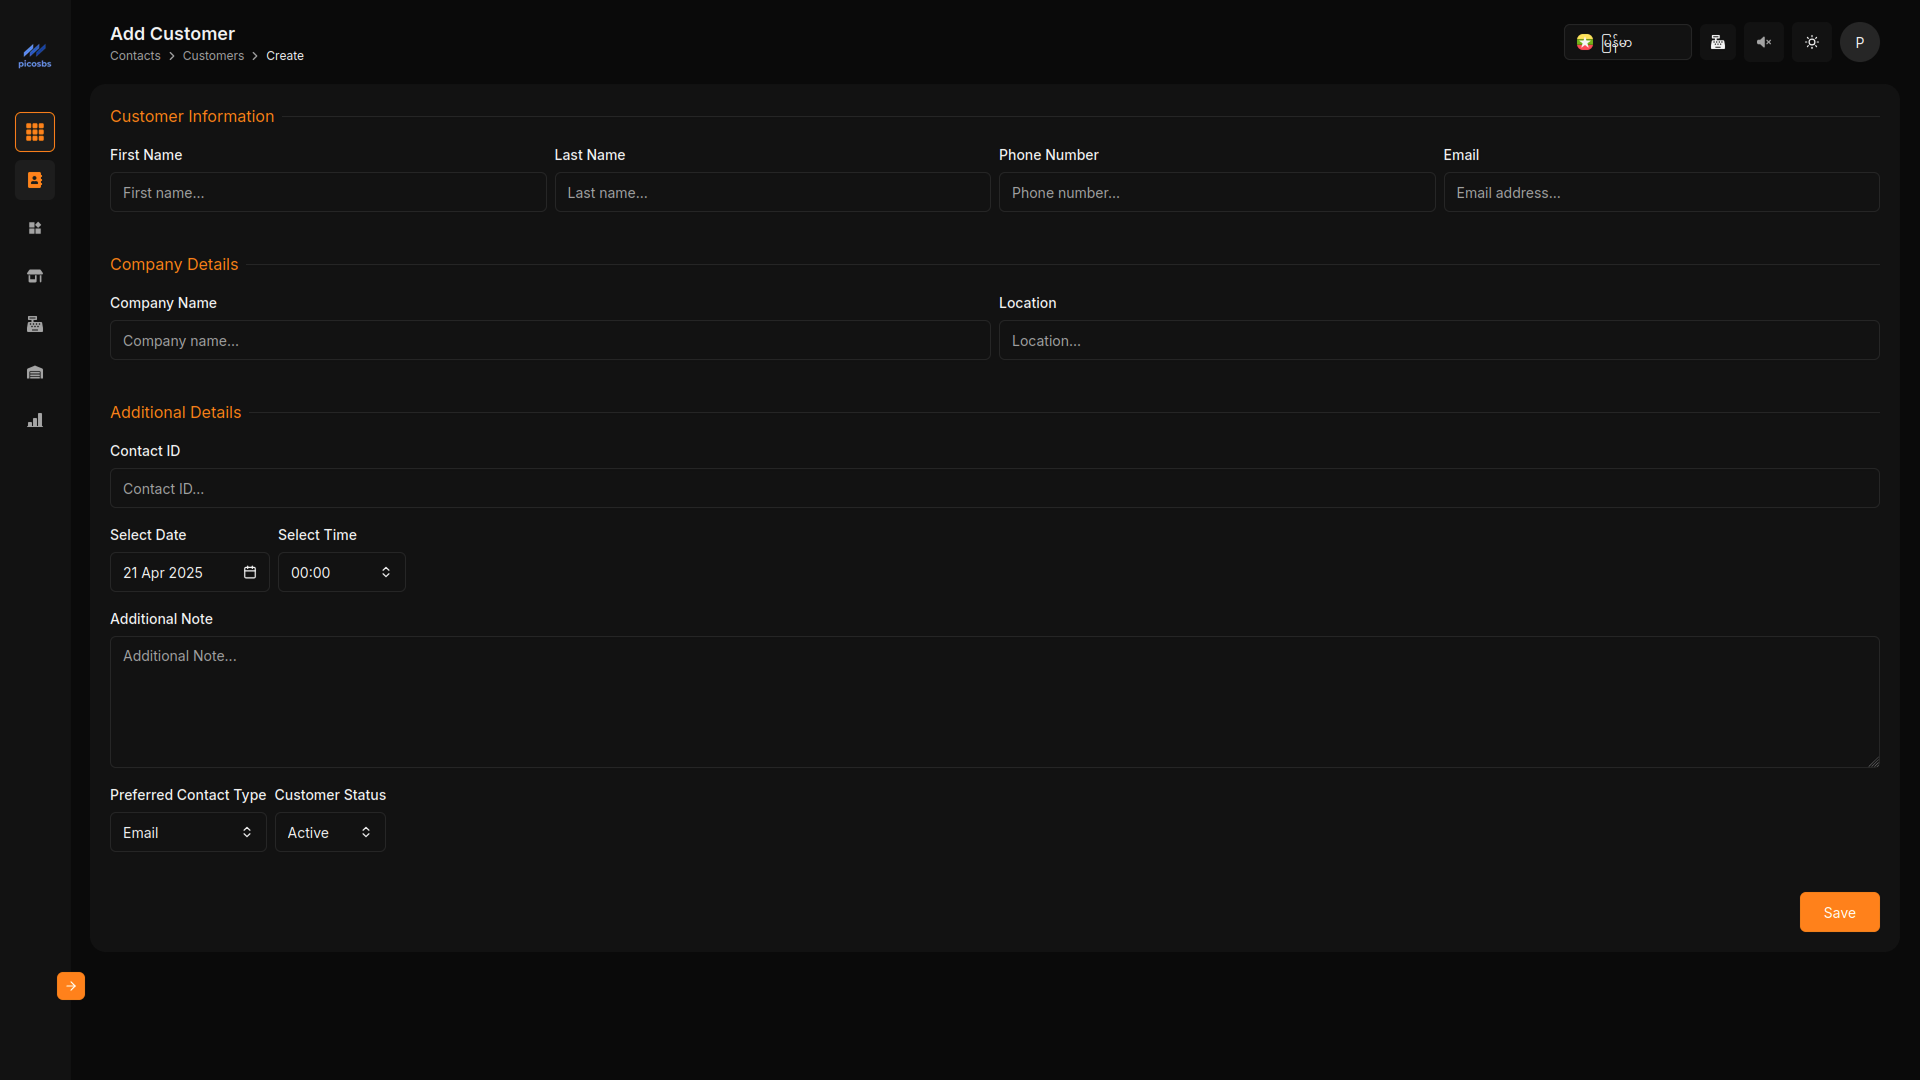 picosbs
Add Customer
Contacts > Customers > Create
မြန်မာ
P
Customer Information
First Name
Last Name
Phone Number
Email
First name...
Last name...
Phone number...
Email address...
Company Details
Company Name
Location
Company name...
Location...
Additional Details
Contact ID
Contact ID...
Select Date
Select Time
21 Apr 2025
00:00
Additional Note
Additional Note...
Preferred Contact Type
Customer Status
Email
Active
Save